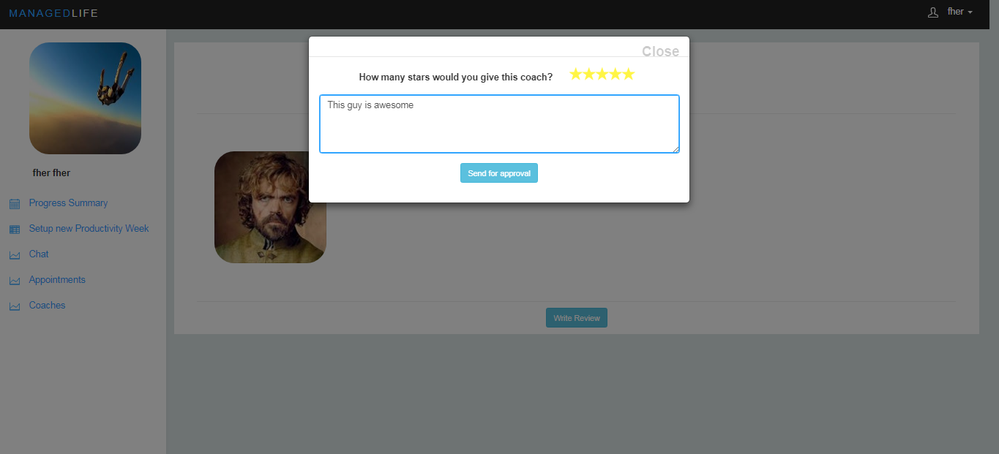 MANAGEDLIFE
fher
Close
How many stars would you give this coach?
This guy is awesome
Send for approval
fher fher
Progress Summary
Setup new Productivity Week
Chat
Appointments
Coaches
Write Review